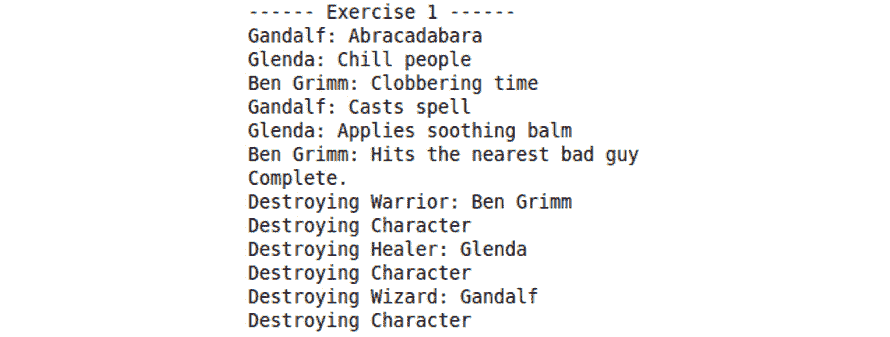 ------ Exercise 1 ------
Gandalf: Abracadabara
Glenda: Chill people
Ben Grimm: Clobbering time
Gandalf: Casts spell
Glenda: Applies soothing balm
Ben Grimm: Hits the nearest bad guy
Complete.
Destroying Warrior: Ben Grimm
Destroying Character
Destroying Healer: Glenda
Destroying Character
Destroying Wizard: Gandalf
Destroying Character